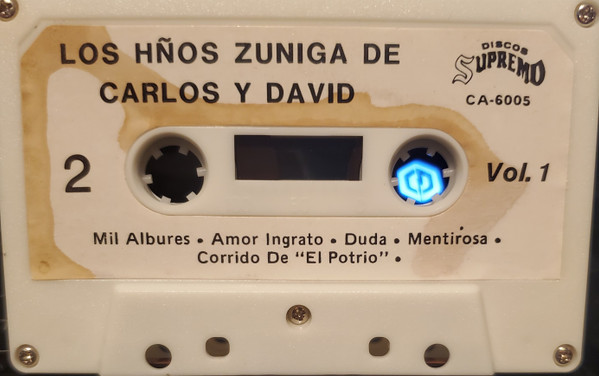 LOS HÑOS ZUNIGA DE
CARLOS Y DAVID
DISCOS
SUPREMO
CA-6005
2
Vol. 1
Mil Albures • Amor Ingrato • Duda • Mentirosa •
Corrido De "El Potrio" •